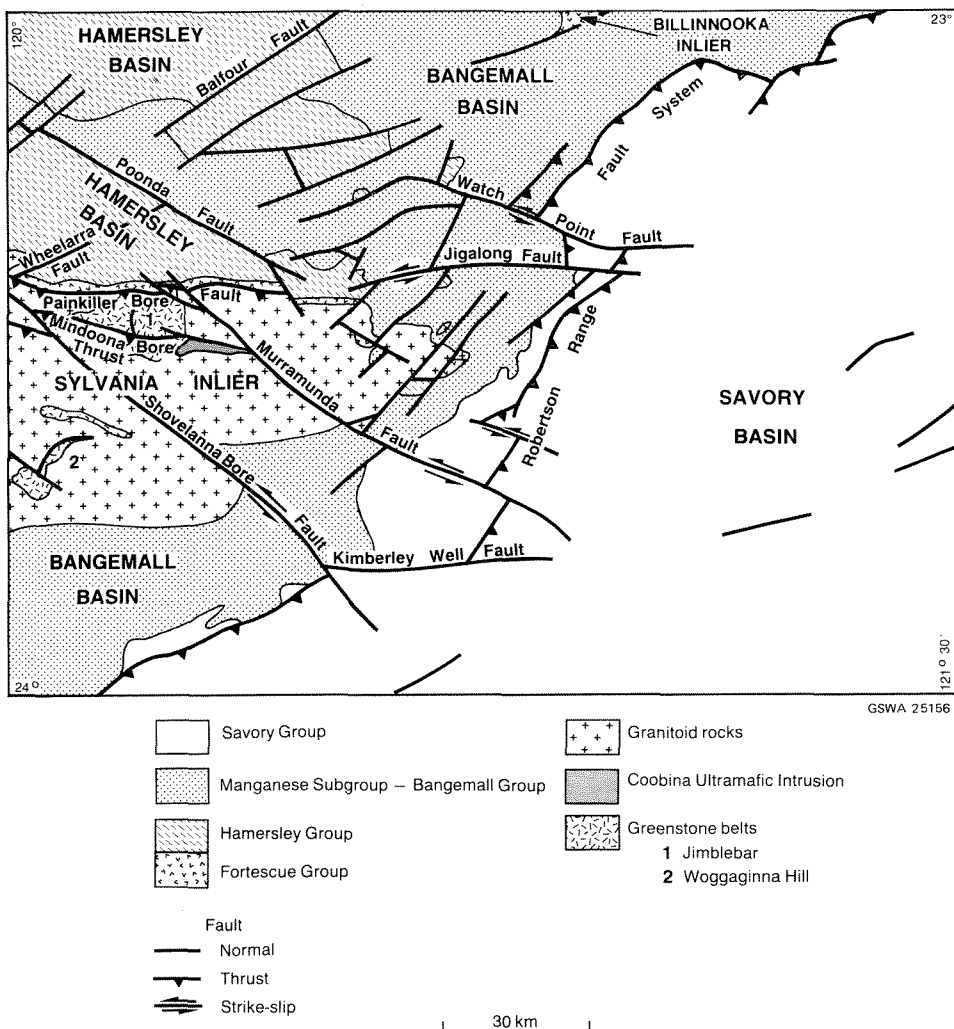 120°
HAMERSLEY
BASIN
Balfour
Fault
BILLINNOOKA
INLIER
23°
BANGEMALL
BASIN
System
Fault
Poonda
Fault
HAMERSLEY
BASIN
Watch
Point
Fault
Wheelarra
Fault
Jigalong Fault
Painkiller Bore Fault
1
Mindoona Bore
Thrust
Murramunda
Fault
Range
Robertson
SYLVANIA INLIER
SAVORY
BASIN
Shovelanna Bore
Fault
2
Kimberley Well Fault
BANGEMALL
BASIN
24°
121° 30'
GSWA 25156
Savory Group
Manganese Subgroup – Bangemall Group
Hamersley Group
Fortescue Group
Granitoid rocks
Coobina Ultramafic Intrusion
Greenstone belts
1 Jimblebar
2 Woggaginna Hill
Fault
Normal
Thrust
Strike-slip
30 km